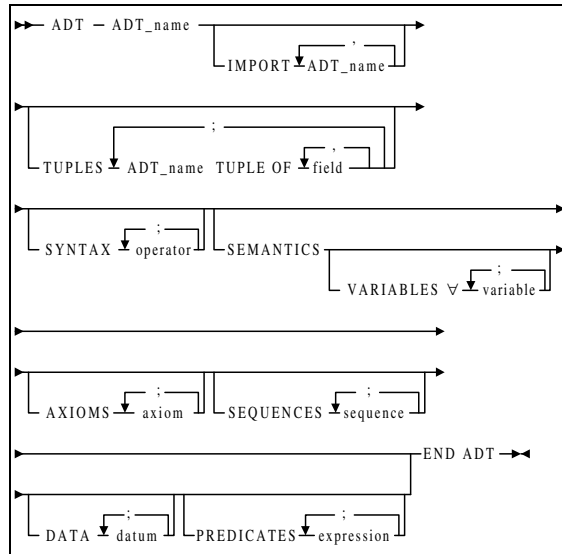 ADT – ADT_name
,
IMPORT ADT_name
;
,
TUPLES ADT_name TUPLE OF field
;
SYNTAX operator SEMANTICS
;
VARIABLES ∀ variable
; ;
AXIOMS axiom SEQUENCES sequence
END ADT
; ;
DATA datum PREDICATES expression